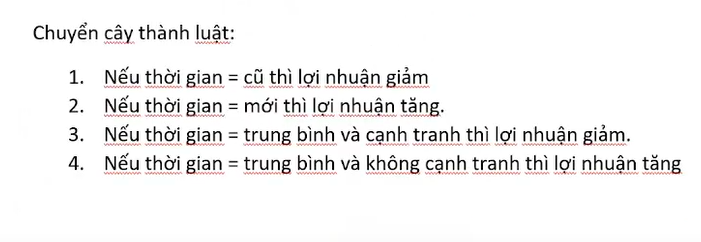 Chuyển cây thành luật:
1. Nếu thời gian = cũ thì lợi nhuận giảm
2. Nếu thời gian = mới thì lợi nhuận tăng.
3. Nếu thời gian = trung bình và cạnh tranh thì lợi nhuận giảm.
4. Nếu thời gian = trung bình và không cạnh tranh thì lợi nhuận tăng